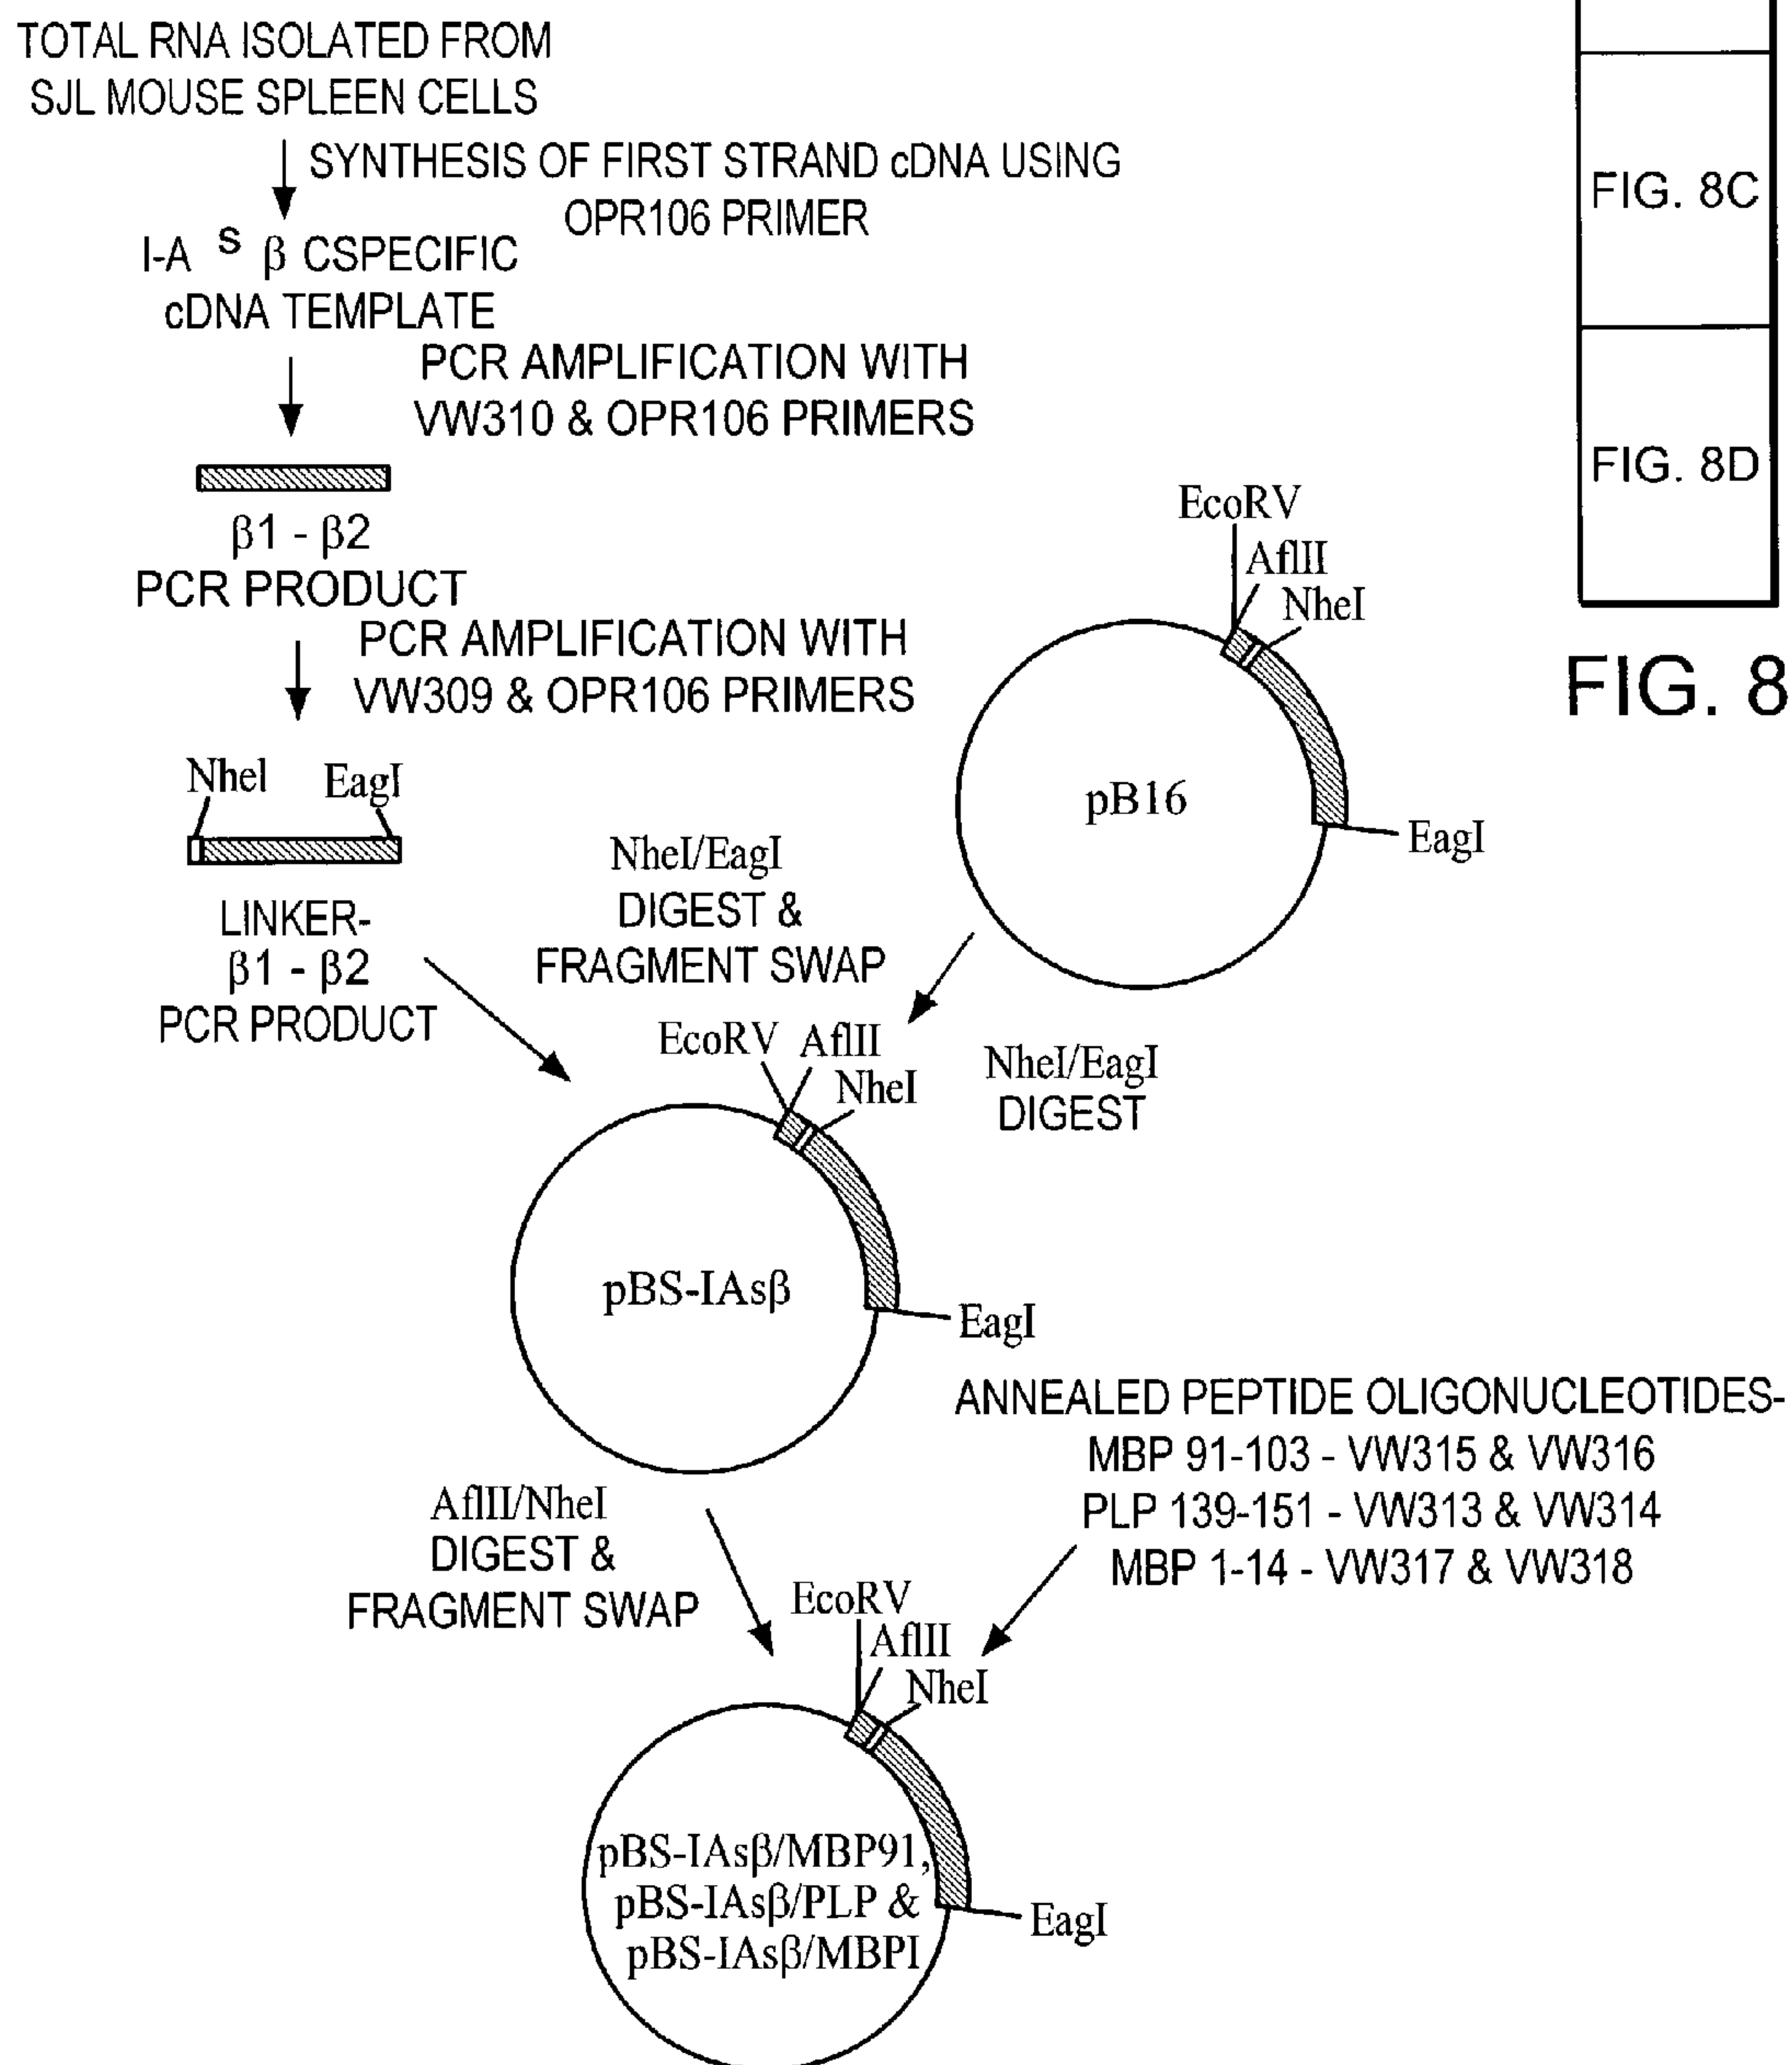 TOTAL RNA ISOLATED FROM
SJL MOUSE SPLEEN CELLS
SYNTHESIS OF FIRST STRAND cDNA USING
OPR106 PRIMER
I-A s β CSPECIFIC
cDNA TEMPLATE
PCR AMPLIFICATION WITH
VW310 & OPR106 PRIMERS
β1 - β2
PCR PRODUCT
PCR AMPLIFICATION WITH
VW309 & OPR106 PRIMERS
NheI EagI
LINKER-
β1 - β2
PCR PRODUCT
NheI/EagI
DIGEST &
FRAGMENT SWAP
EcoRV
AflII
NheI
pB16
EagI
FIG. 8C
FIG. 8D
FIG. 8
NheI/EagI
DIGEST
EcoRV AflII
NheI
pBS-IAsβ
EagI
ANNEALED PEPTIDE OLIGONUCLEOTIDES-
MBP 91-103 - VW315 & VW316
PLP 139-151 - VW313 & VW314
MBP 1-14 - VW317 & VW318
AflII/NheI
DIGEST &
FRAGMENT SWAP
EcoRV
AflII
NheI
pBS-IAsβ/MBP91,
pBS-IAsβ/PLP &
pBS-IAsβ/MBPI
EagI